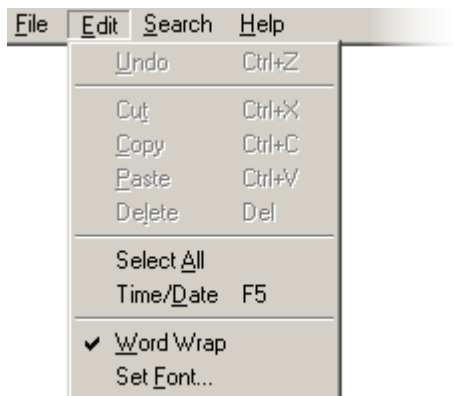 File Edit Search Help
Undo Ctrl+Z
Cut Ctrl+X
Copy Ctrl+C
Paste Ctrl+V
Delete Del
Select All
Time/Date F5
Word Wrap
Set Font...